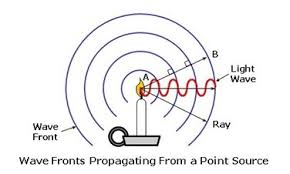 A
B
Light
Wave
Wave
Front
Ray
Wave Fronts Propagating From a Point Source